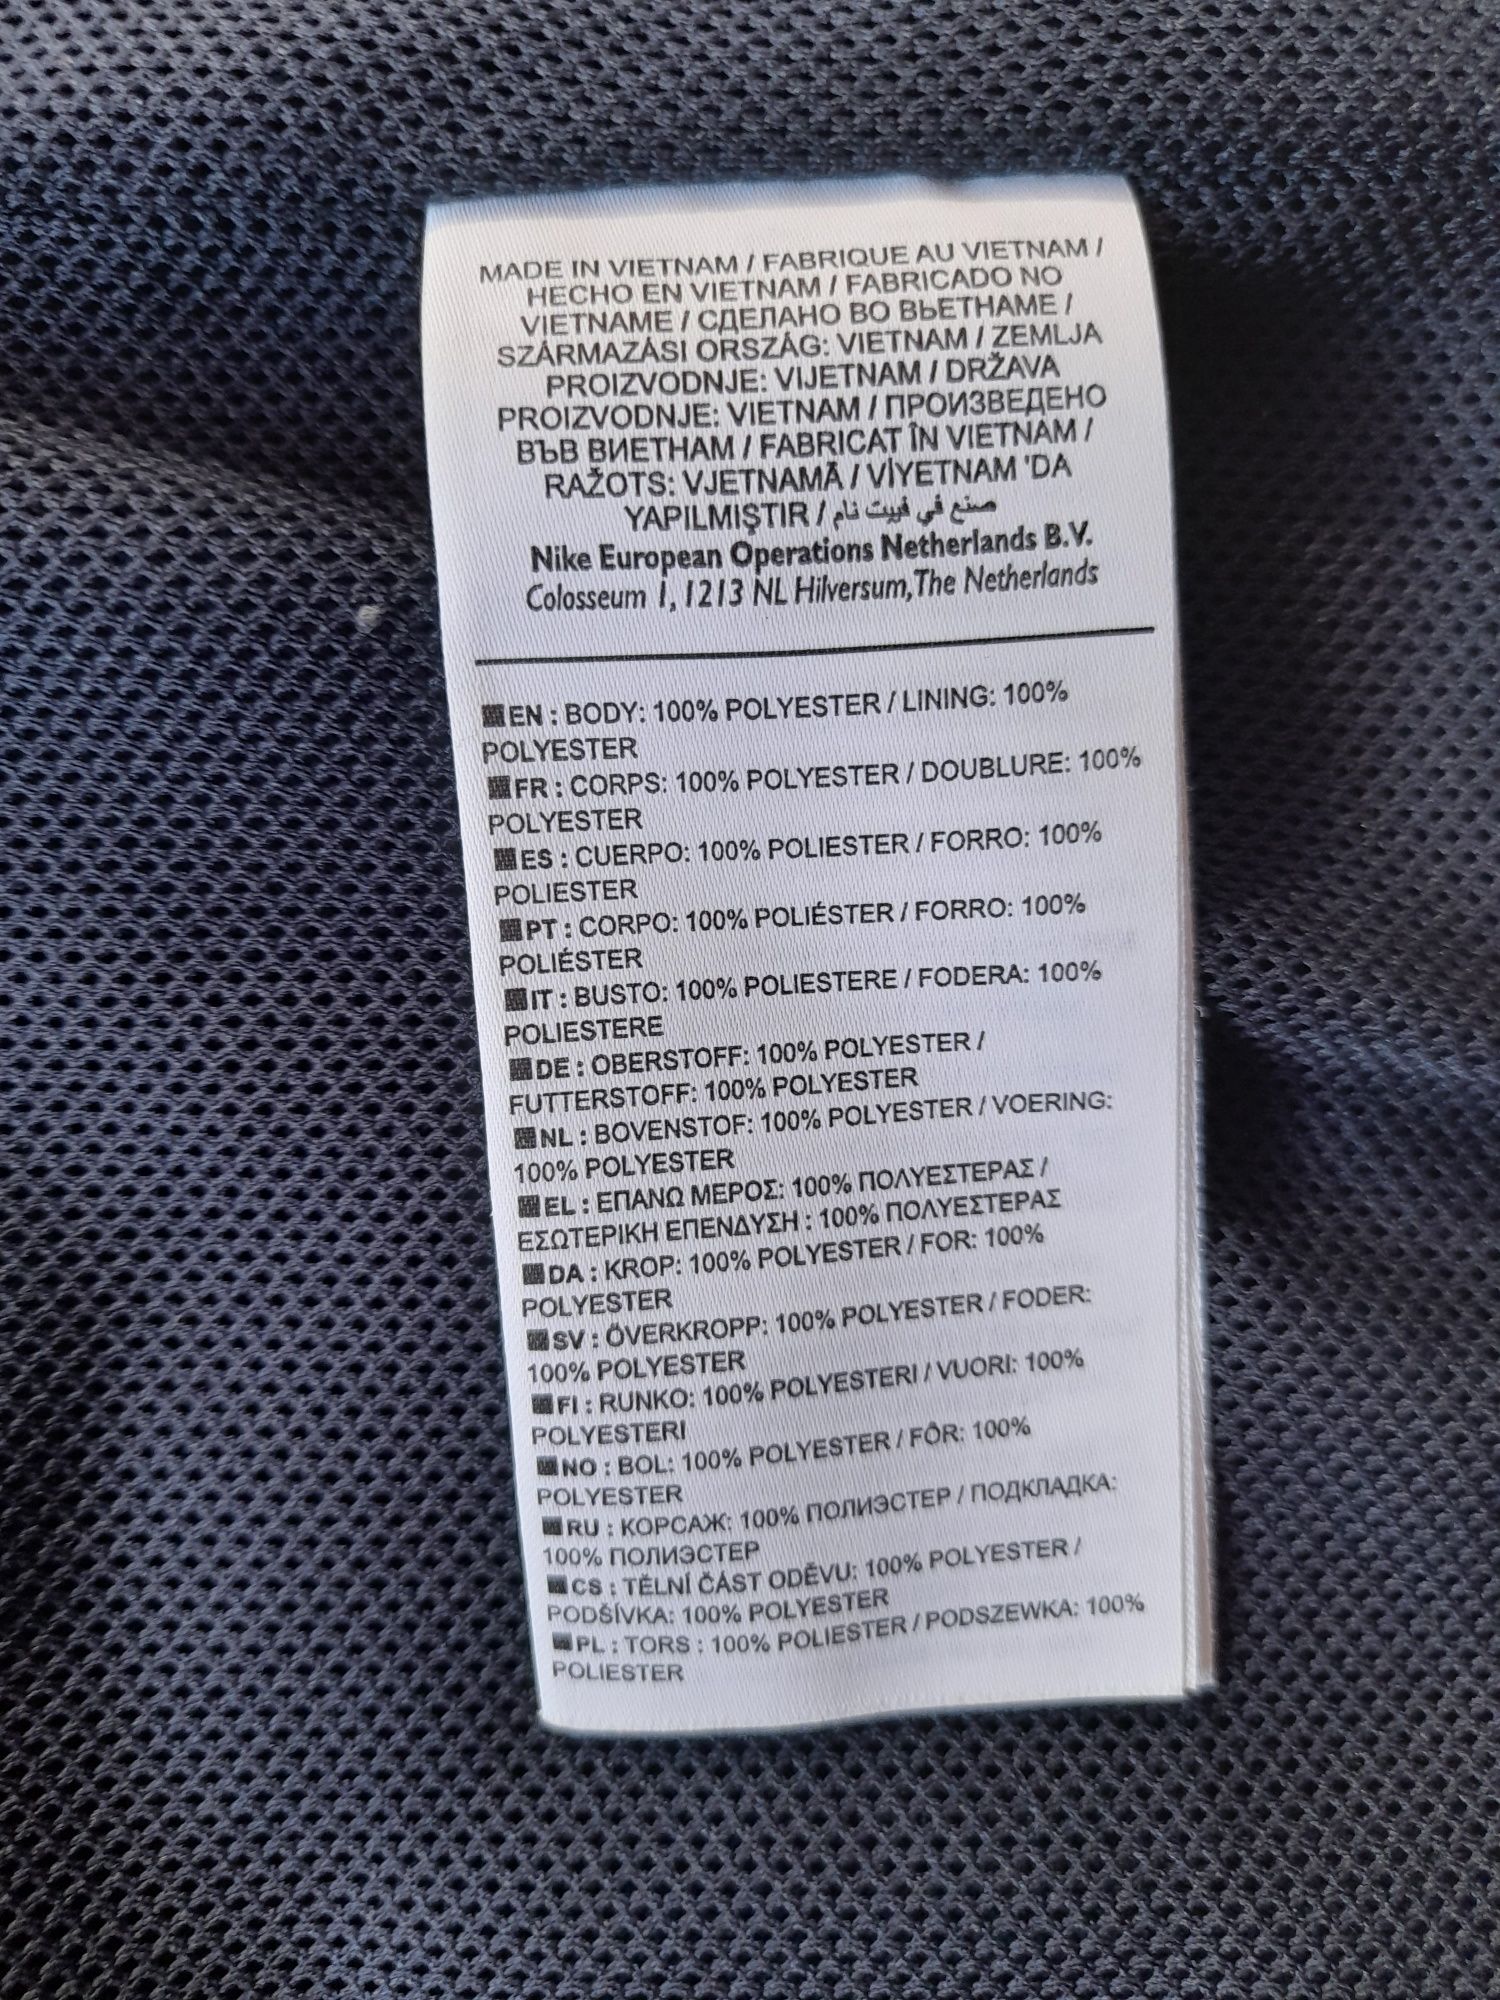 MADE IN VIETNAM / FABRIQUE AU VIETNAM /
HECHO EN VIETNAM / FABRICADO NO
VIETNAME / СДЕЛАНО ВО ВЬЕТНАМЕ /
SZÁRMAZÁSI ORSZÁG: VIETNAM / ZEMLJA
PROIZVODNJE: VIJETNAM / DRŽAVA
PROIZVODNJE: VIETNAM / ПРОИЗВЕДЕНО
ВЪВ ВИЕТНАМ / FABRICAT ÎN VIETNAM /
RAŽOTS: VJETNAMĀ / VİYETNAM 'DA
YAPILMIŞTIR / صنع في فييت نام
Nike European Operations Netherlands B.V.
Colosseum 1, 1213 NL Hilversum, The Netherlands
EN : BODY: 100% POLYESTER / LINING: 100%
POLYESTER
FR : CORPS: 100% POLYESTER / DOUBLURE: 100%
POLYESTER
ES : CUERPO: 100% POLIESTER / FORRO: 100%
POLIESTER
PT : CORPO: 100% POLIÉSTER / FORRO: 100%
POLIÉSTER
IT : BUSTO: 100% POLIESTERE / FODERA: 100%
POLIESTERE
DE : OBERSTOFF: 100% POLYESTER /
FUTTERSTOFF: 100% POLYESTER
NL : BOVENSTOF: 100% POLYESTER / VOERING:
100% POLYESTER
EL : ΕΠΑΝΩ ΜΕΡΟΣ: 100% ΠΟΛΥΕΣΤΕΡΑΣ /
ΕΣΩΤΕΡΙΚΗ ΕΠΕΝΔΥΣΗ : 100% ΠΟΛΥΕΣΤΕΡΑΣ
DA : KROP: 100% POLYESTER / FOR: 100%
POLYESTER
SV : ÖVERKROPP: 100% POLYESTER / FODER:
100% POLYESTER
FI : RUNKO: 100% POLYESTERI / VUORI: 100%
POLYESTERI
NO : BOL: 100% POLYESTER / FÔR: 100%
POLYESTER
RU : КОРСАЖ: 100% ПОЛИЭСТЕР / ПОДКЛАДКА:
100% ПОЛИЭСТЕР
CS : TĚLNÍ ČÁST ODĚVU: 100% POLYESTER /
PODŠÍVKA: 100% POLYESTER
PL : TORS : 100% POLIESTER / PODSZEWKA: 100%
POLIESTER